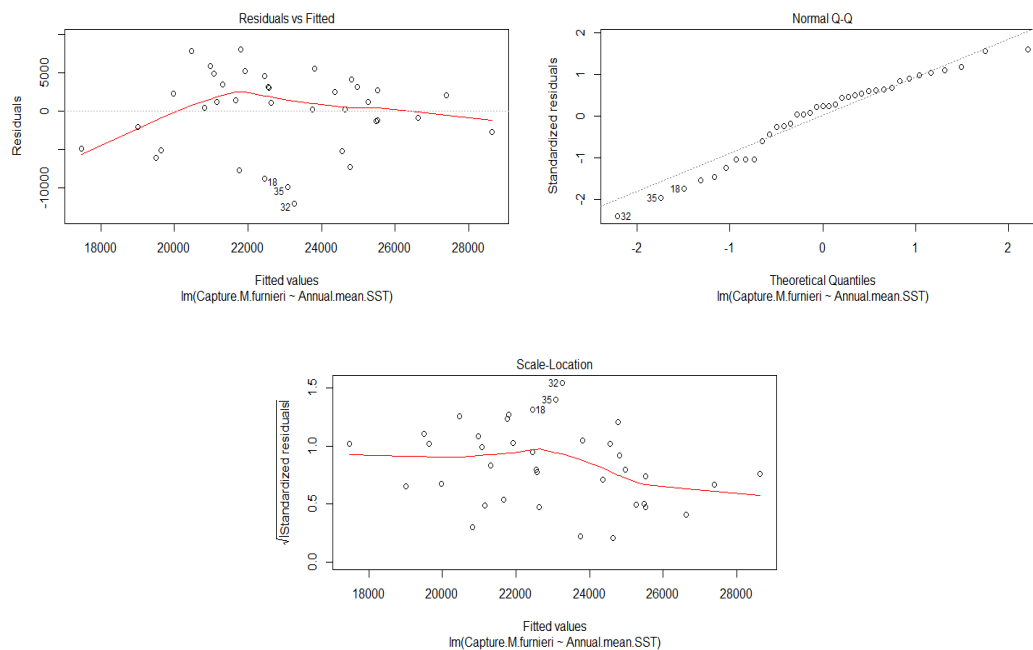 Residuals vs Fitted
Residuals
5000
0
-10000
18
35
32
18000 20000 22000 24000 26000 28000
Fitted values
lm(Capture.M.furnieri ~ Annual.mean.SST)
Normal Q-Q
Standardized residuals
2
1
0
-1
-2
18
35
32
-2 -1 0 1 2
Theoretical Quantiles
lm(Capture.M.furnieri ~ Annual.mean.SST)
Scale-Location
√|Standardized residuals|
1.5
1.0
0.5
0.0
32
35
18
18000 20000 22000 24000 26000 28000
Fitted values
lm(Capture.M.furnieri ~ Annual.mean.SST)